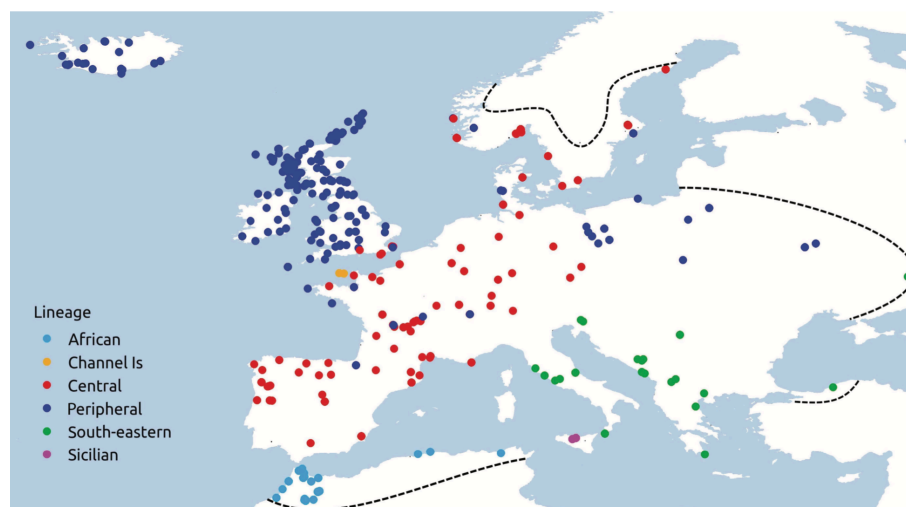 Lineage
African
Channel Is
Central
Peripheral
South-eastern
Sicilian